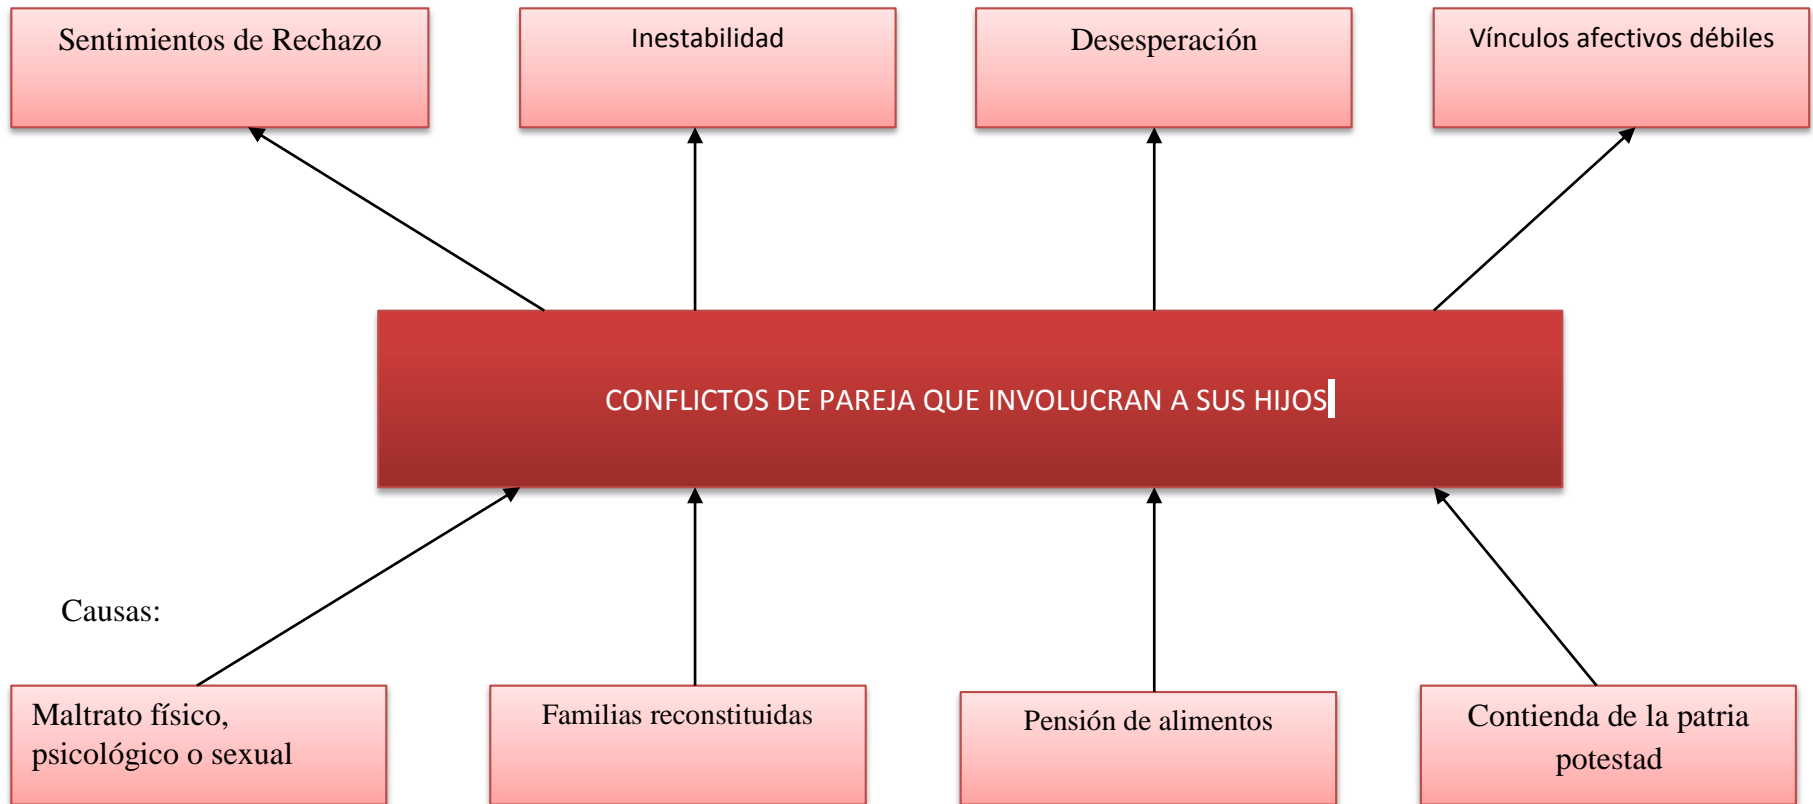 Sentimientos de Rechazo
Inestabilidad
Desesperación
Vínculos afectivos débiles
CONFLICTOS DE PAREJA QUE INVOLUCRAN A SUS HIJOS
Causas:
Maltrato físico,
psicológico o sexual
Familias reconstituidas
Pensión de alimentos
Contienda de la patria
potestad